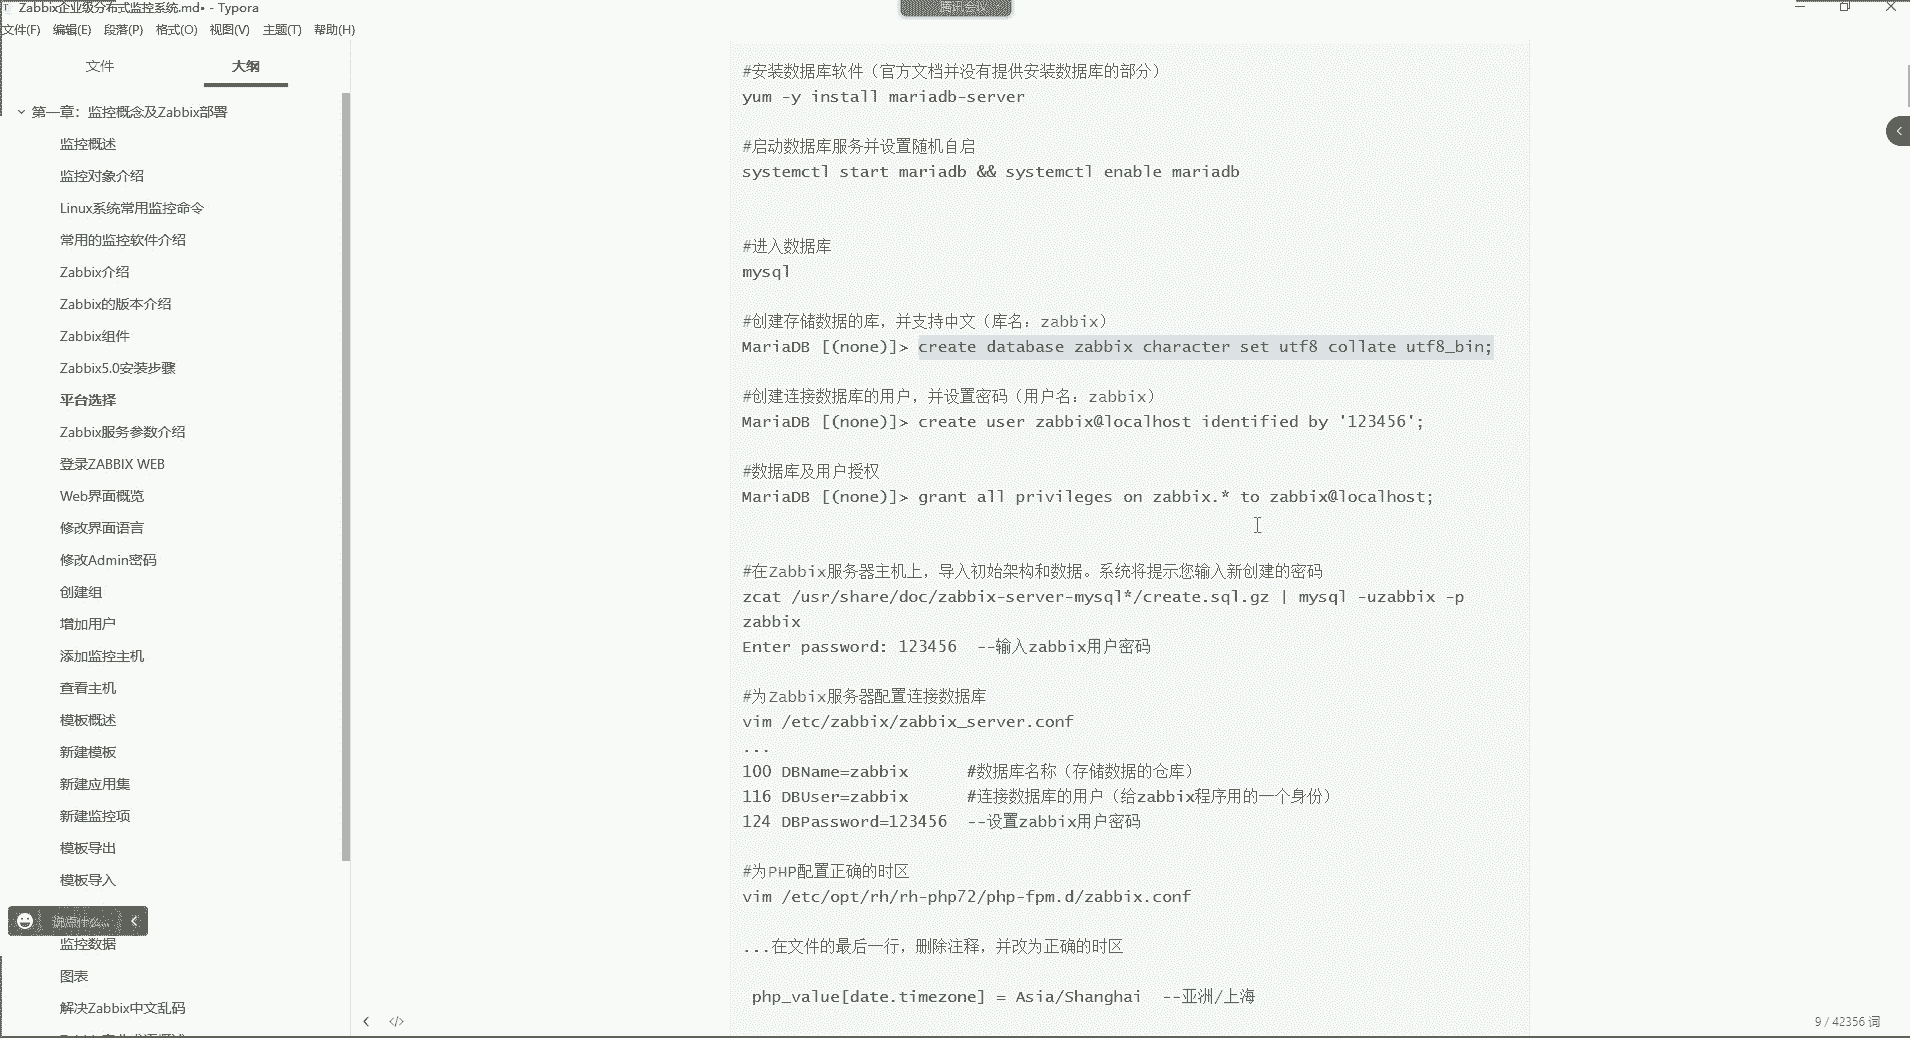 Zabbix企业级分布式监控系统.md• - Typora
腾讯会议
文件(F) 编辑(E) 段落(P) 格式(O) 视图(V) 主题(T) 帮助(H)
文件 大纲
第一章：监控概念及Zabbix部署
监控概述
监控对象介绍
Linux系统常用监控命令
常用的监控软件介绍
Zabbix介绍
Zabbix的版本介绍
Zabbix组件
Zabbix5.0安装步骤
平台选择
Zabbix服务参数介绍
登录ZABBIX WEB
Web界面概览
修改界面语言
修改Admin密码
创建组
增加用户
添加监控主机
查看主机
模板概述
新建模板
新建应用集
新建监控项
模板导出
模板导入
说点什么...
监控数据
图表
解决Zabbix中文乱码
#安装数据库软件（官方文档并没有提供安装数据库的部分）
yum -y install mariadb-server
#启动数据库服务并设置随机自启
systemctl start mariadb && systemctl enable mariadb
#进入数据库
mysql
#创建存储数据的库，并支持中文（库名：zabbix）
MariaDB [(none)]> create database zabbix character set utf8 collate utf8_bin;
#创建连接数据库的用户，并设置密码（用户名：zabbix）
MariaDB [(none)]> create user zabbix@localhost identified by '123456';
#数据库及用户授权
MariaDB [(none)]> grant all privileges on zabbix.* to zabbix@localhost;
#在Zabbix服务器主机上，导入初始架构和数据。系统将提示您输入新创建的密码
zcat /usr/share/doc/zabbix-server-mysql*/create.sql.gz | mysql -uzabbix -p
zabbix
Enter password: 123456  --输入zabbix用户密码
#为Zabbix服务器配置连接数据库
vim /etc/zabbix/zabbix_server.conf
...
100 DBName=zabbix      #数据库名称（存储数据的仓库）
116 DBUser=zabbix      #连接数据库的用户（给zabbix程序用的一个身份）
124 DBPassword=123456  --设置zabbix用户密码
#为PHP配置正确的时区
vim /etc/opt/rh/rh-php72/php-fpm.d/zabbix.conf
...在文件的最后一行，删除注释，并改为正确的时区
php_value[date.timezone] = Asia/Shanghai  --亚洲/上海
9 / 42356 词